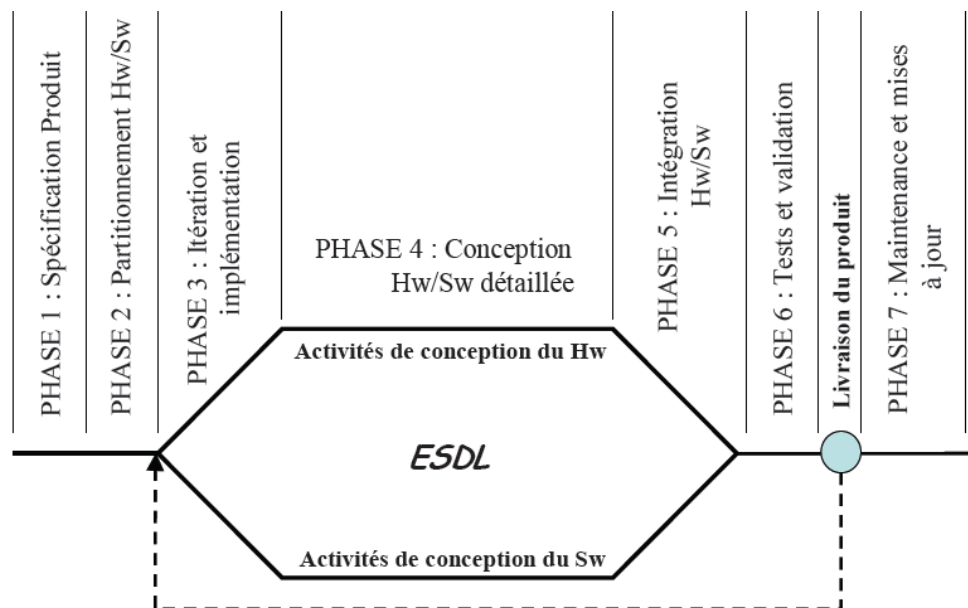 PHASE 1 : Spécification Produit
PHASE 2 : Partitionnement Hw/Sw
PHASE 3 : Itération et
implémentation
PHASE 4 : Conception
Hw/Sw détaillée
PHASE 5 : Intégration
Hw/Sw
PHASE 6 : Tests et validation
Livraison du produit
PHASE 7 : Maintenance et mises
à jour
Activités de conception du Hw
ESDL
Activités de conception du Sw